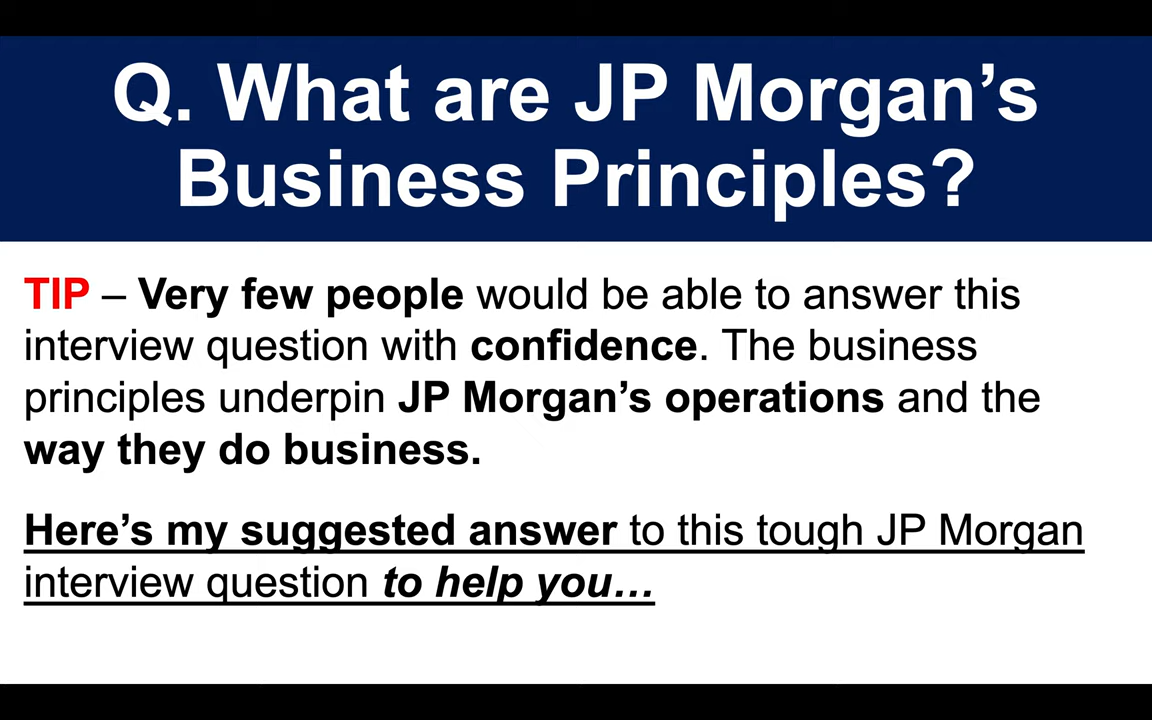 Q. What are JP Morgan’s
Business Principles?
TIP – Very few people would be able to answer this
interview question with confidence. The business
principles underpin JP Morgan’s operations and the
way they do business.
Here’s my suggested answer to this tough JP Morgan
interview question to help you…